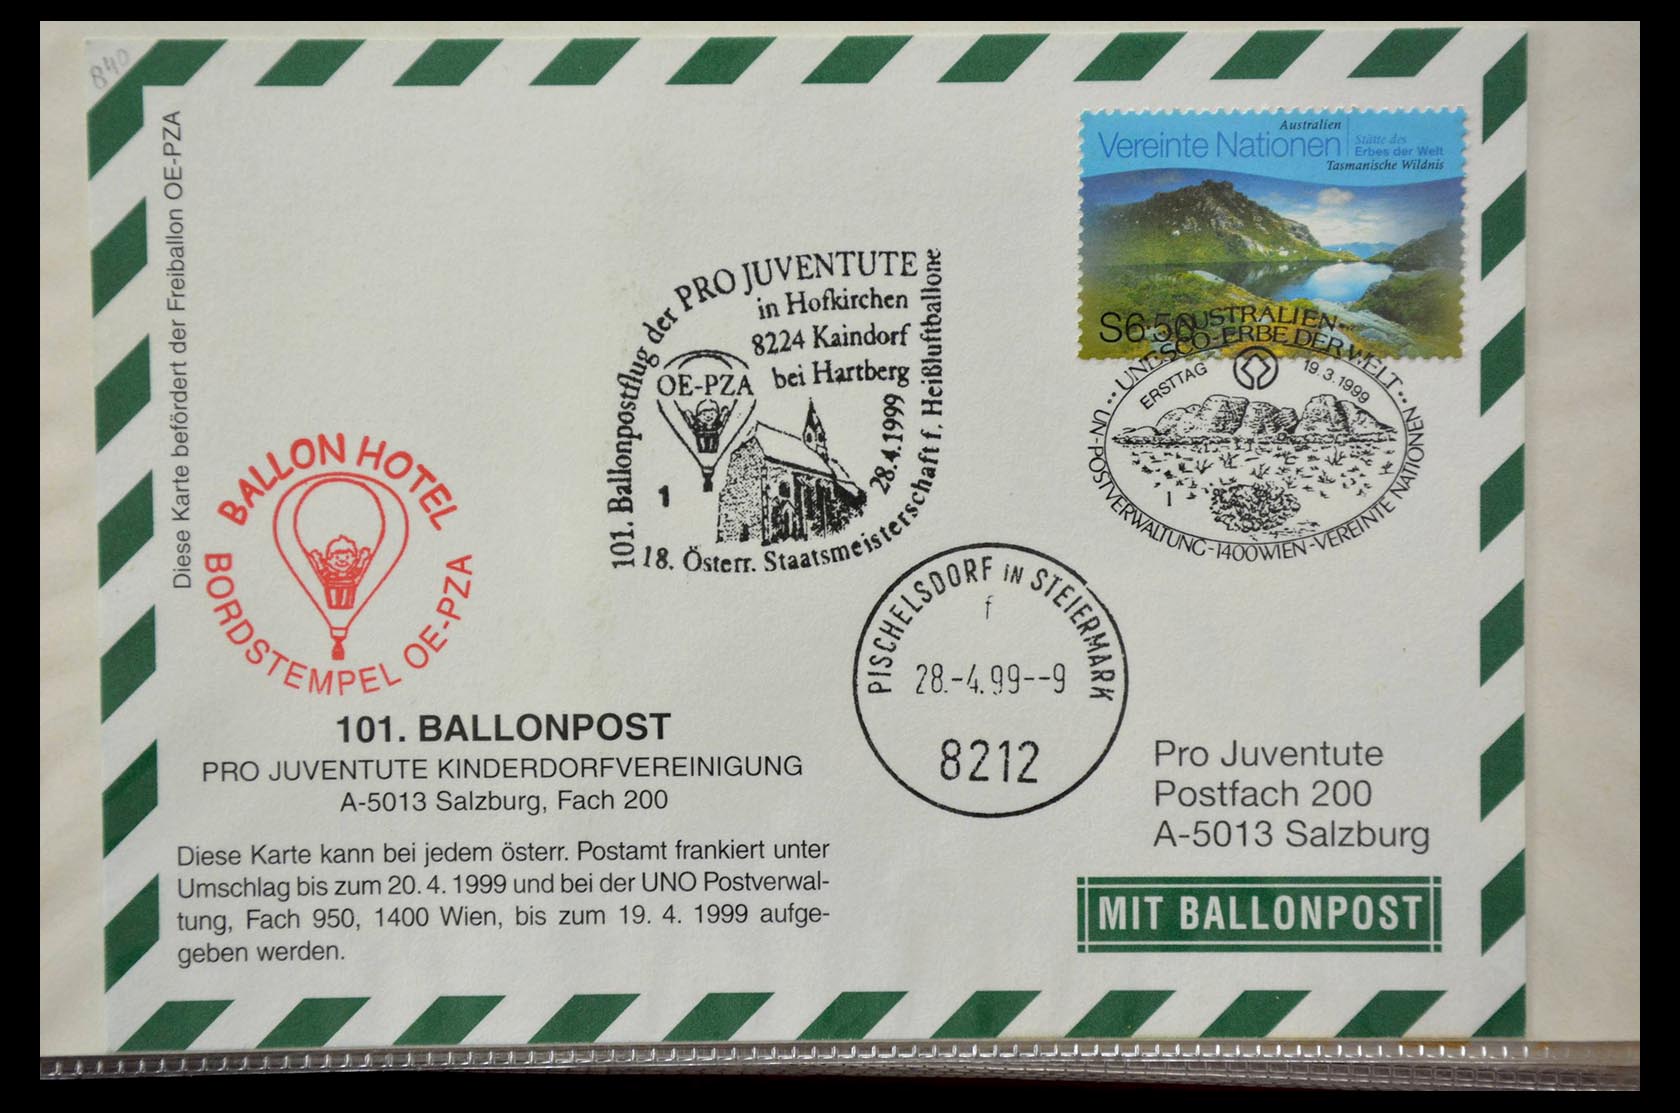 840
Diese Karte befördert der Freiballon OE-PZA
Australien
Vereinte Nationen
Stätte des
Erbes der Welt
Tasmanische Wildnis
S6.50
AUSTRALIEN
UNESCO-ERBE DER WELT
ERSTTAG
19.3.1999
1
UN-POSTVERWALTUNG-1400 WIEN-VEREINTE NATIONEN
101. Ballonpostflug der PRO JUVENTUTE
in Hofkirchen
8224 Kaindorf
bei Hartberg
OE-PZA
28.4.1999
1
18. Österr. Staatsmeisterschaft f. Heißluftballone
BALLON HOTEL
BORDSTEMPEL OE-PZA
PISCHELSDORF IN STEIERMARK
f
28.-4.99--9
8212
101. BALLONPOST
PRO JUVENTUTE KINDERDORFVEREINIGUNG
A-5013 Salzburg, Fach 200
Diese Karte kann bei jedem österr. Postamt frankiert unter
Umschlag bis zum 20. 4. 1999 und bei der UNO Postverwal-
tung, Fach 950, 1400 Wien, bis zum 19. 4. 1999 aufge-
geben werden.
Pro Juventute
Postfach 200
A-5013 Salzburg
MIT BALLONPOST